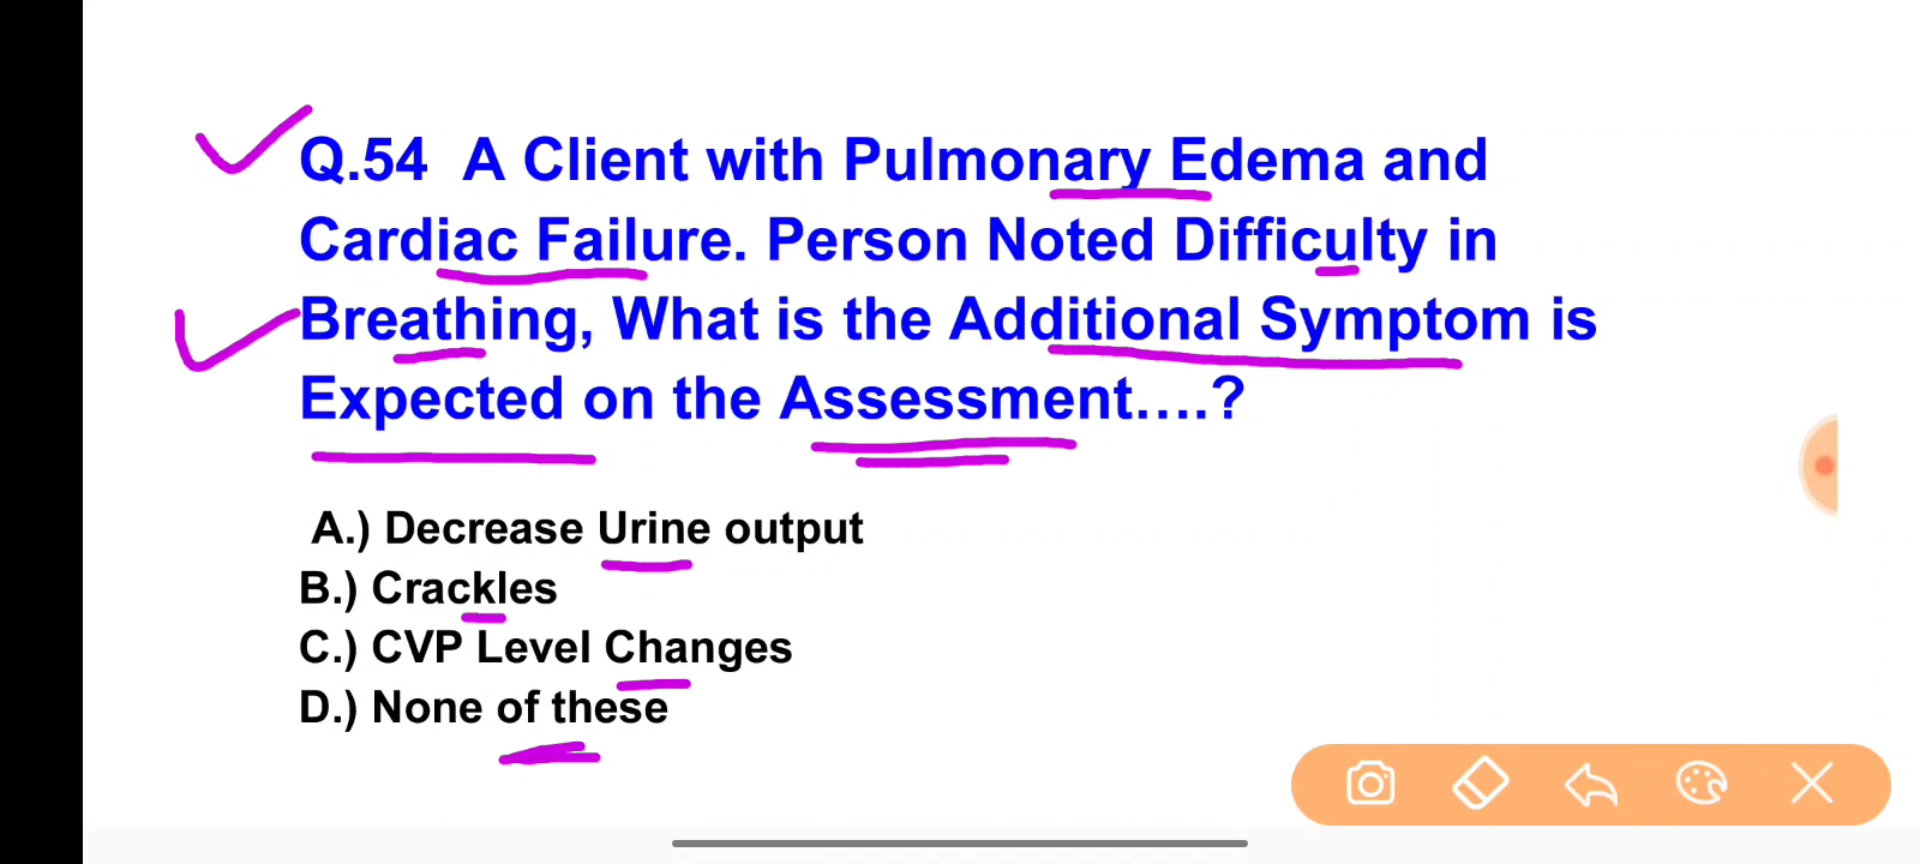 Q.54 A Client with Pulmonary Edema and
Cardiac Failure. Person Noted Difficulty in
Breathing, What is the Additional Symptom is
Expected on the Assessment....?
A.) Decrease Urine output
B.) Crackles
C.) CVP Level Changes
D.) None of these